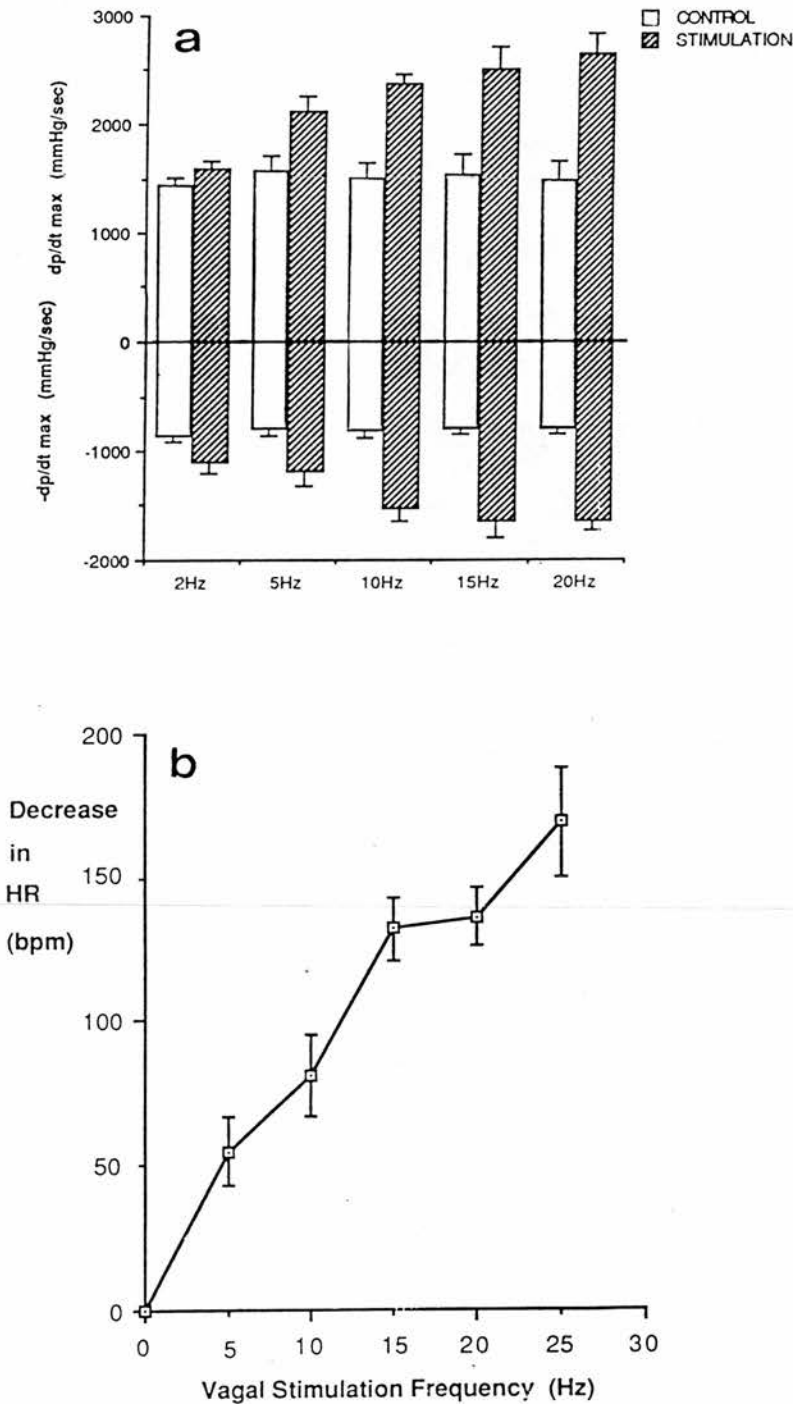 a
CONTROL
STIMULATION
dp/dt max (mmHg/sec)
-dp/dt max (mmHg/sec)
3000
2000
1000
0
-1000
-2000
2Hz 5Hz 10Hz 15Hz 20Hz
b
Decrease
in
HR
(bpm)
200
150
100
50
0
0 5 10 15 20 25 30
Vagal Stimulation Frequency (Hz)